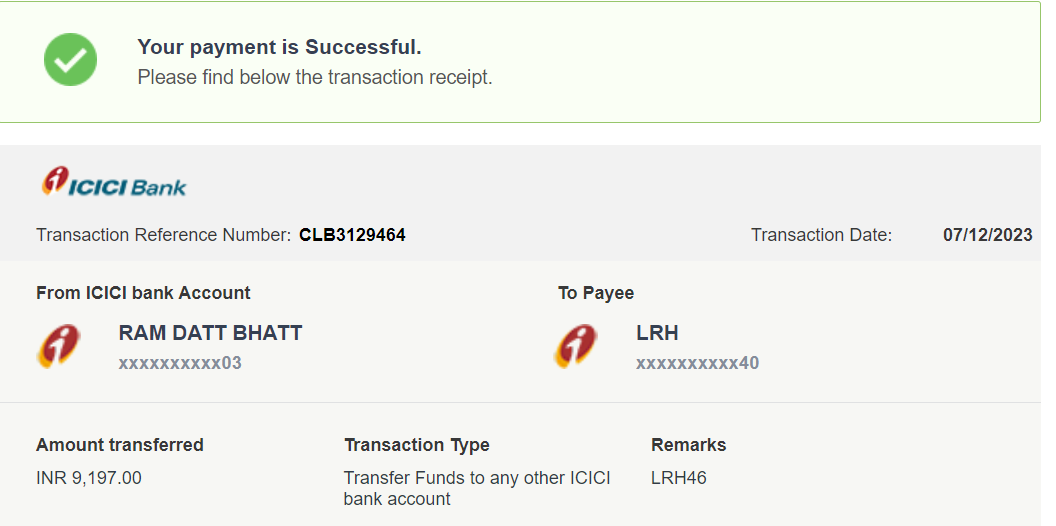 Your payment is Successful.
Please find below the transaction receipt.
ICICI Bank
Transaction Reference Number: CLB3129464
Transaction Date: 07/12/2023
From ICICI bank Account
To Payee
RAM DATT BHATT
xxxxxxxxxx03
LRH
xxxxxxxxxx40
Amount transferred
Transaction Type
Remarks
INR 9,197.00
Transfer Funds to any other ICICI
bank account
LRH46